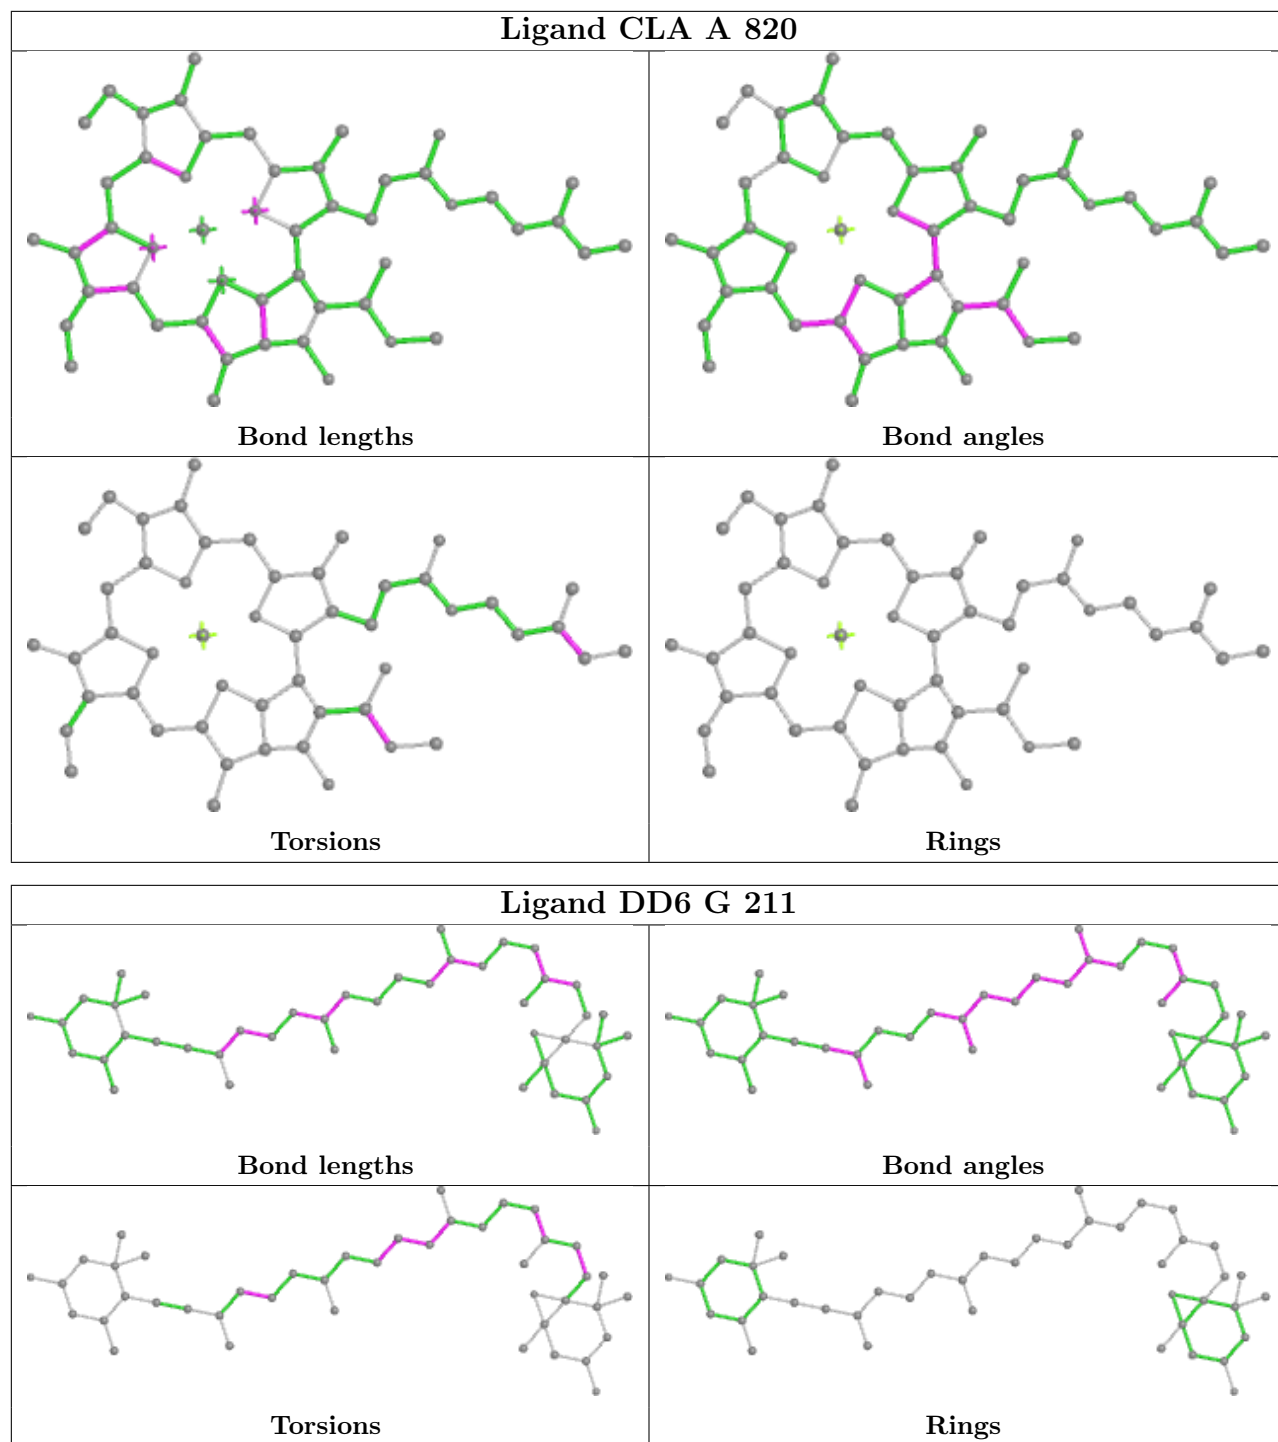 Ligand CLA A 820
Bond lengths
Bond angles
Torsions
Rings
Ligand DD6 G 211
Bond lengths
Bond angles
Torsions
Rings